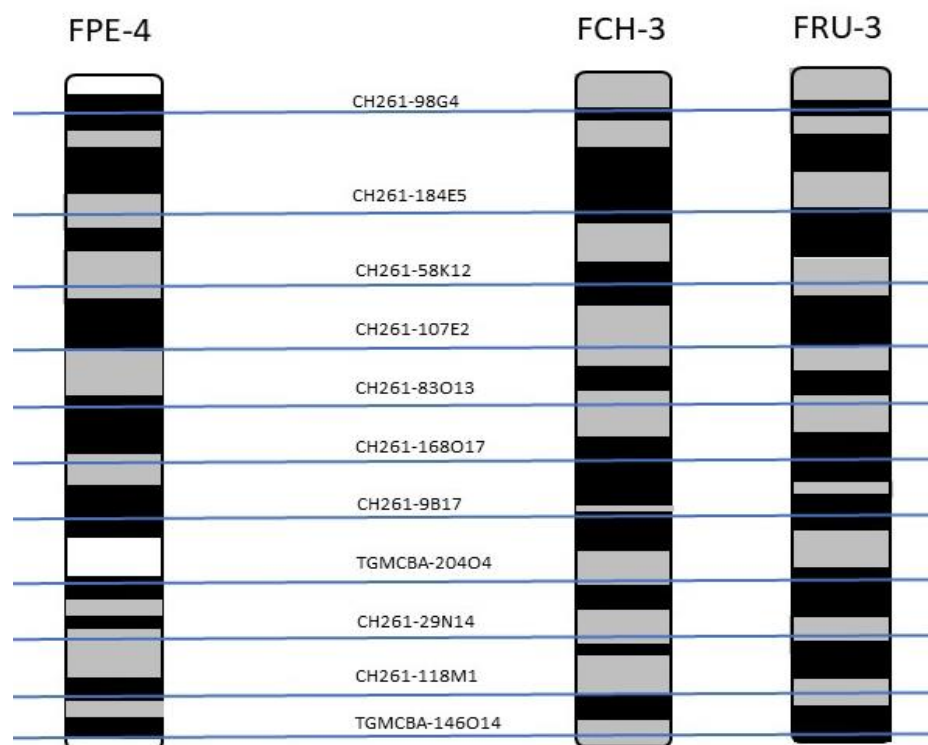 FPE-4 FCH-3 FRU-3
CH261-98G4
CH261-184E5
CH261-58K12
CH261-107E2
CH261-83O13
CH261-168O17
CH261-9B17
TGMCBA-204O4
CH261-29N14
CH261-118M1
TGMCBA-146O14